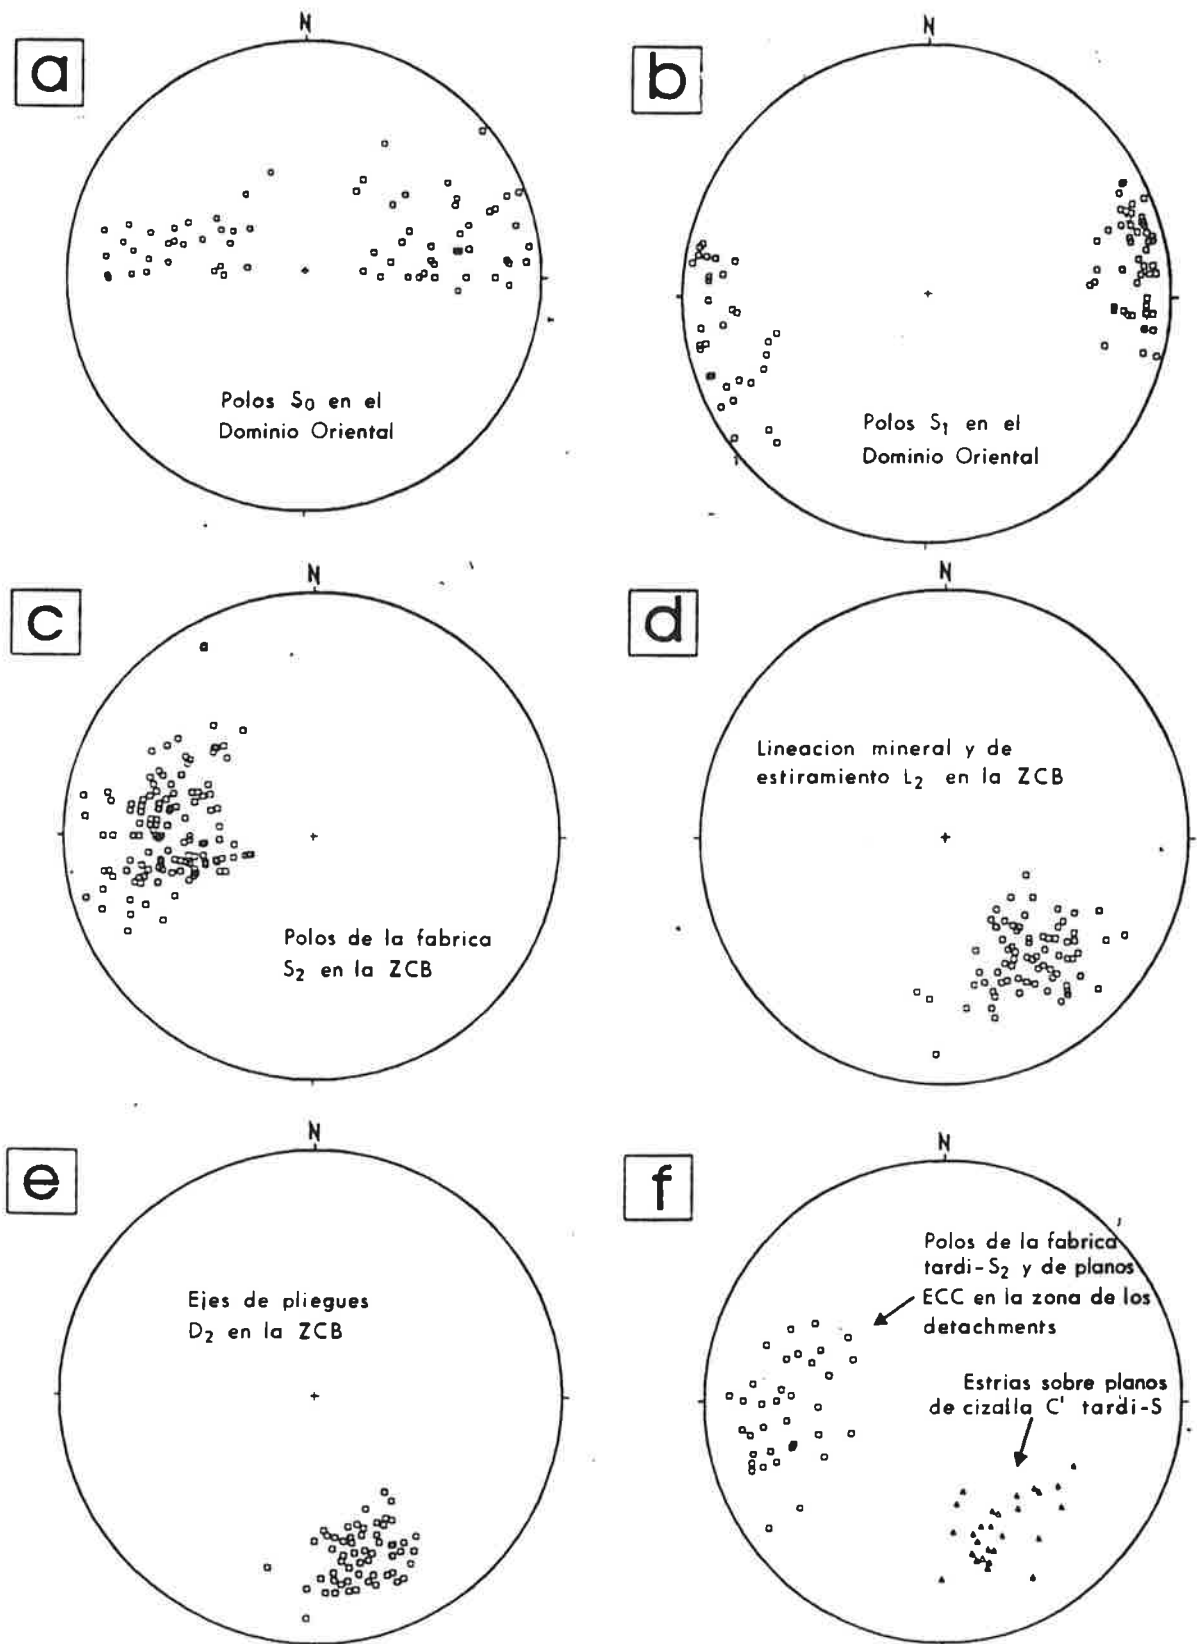 a
N
Polos S₀ en el
Dominio Oriental
b
N
Polos S₁ en el
Dominio Oriental
c
N
Polos de la fabrica
S₂ en la ZCB
d
N
Lineacion mineral y de
estiramiento L₂ en la ZCB
e
N
Ejes de pliegues
D₂ en la ZCB
f
N
Polos de la fabrica
tardi-S₂ y de planos
ECC en la zona de los
detachments
Estrias sobre planos
de cizalla C' tardi-S